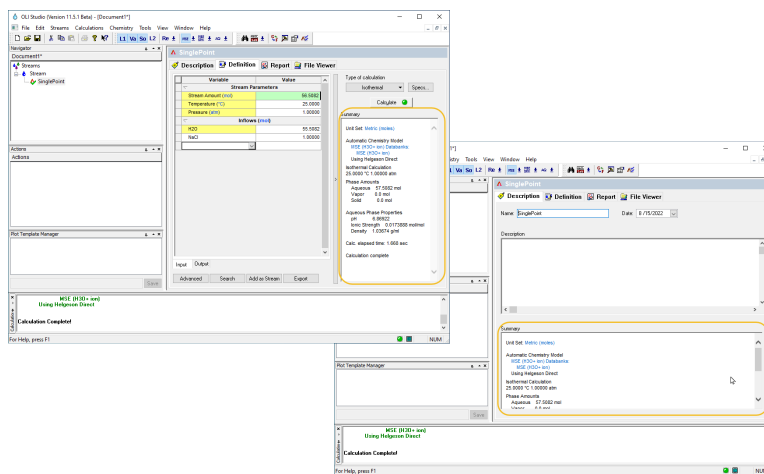 OLI Studio (Version 11.5.1 Beta) - [Document1*]
File Edit Streams Calculations Chemistry Tools View Window Help
L1 Va So L2
Navigator
Document1*
Streams
Stream
SinglePoint
Actions
Actions
Plot Template Manager
Save
SinglePoint
Description Definition Report File Viewer
Variable Value
Stream Parameters
Stream Amount (mol) 56.5082
Temperature (°C) 25.0000
Pressure (atm) 1.00000
Inflows (mol)
H2O 55.5082
NaCl 1.00000
Input Output
Advanced Search Add as Stream Export
Type of calculation
Isothermal Specs...
Calculate
Summary
Unit Set: Metric (moles)
Automatic Chemistry Model
MSE (H3O+ ion) Databanks:
MSE (H3O+ ion)
Using Helgeson Direct
Isothermal Calculation
25.0000 °C 1.00000 atm
Phase Amounts
Aqueous 57.5082 mol
Vapor 0.0 mol
Solid 0.0 mol
Aqueous Phase Properties
pH 6.88922
Ionic Strength 0.0173888 mol/mol
Density 1.03674 g/ml
Calc. elapsed time: 1.068 sec
Calculation complete
MSE (H3O+ ion)
Using Helgeson Direct
Calculation Complete!
For Help, press F1
NUM
View Window Help
Va So L2
SinglePoint
Description Definition Report File Viewer
Name: SinglePoint Date: 8 /15/2022
Description
Summary
Unit Set: Metric (moles)
Automatic Chemistry Model
MSE (H3O+ ion) Databanks:
MSE (H3O+ ion)
Using Helgeson Direct
Isothermal Calculation
25.0000 °C 1.00000 atm
Phase Amounts
Aqueous 57.5082 mol
Vapor 0.0 mol
Plot Template Manager
Save
MSE (H3O+ ion)
Using Helgeson Direct
Calculation Complete!
For Help, press F1